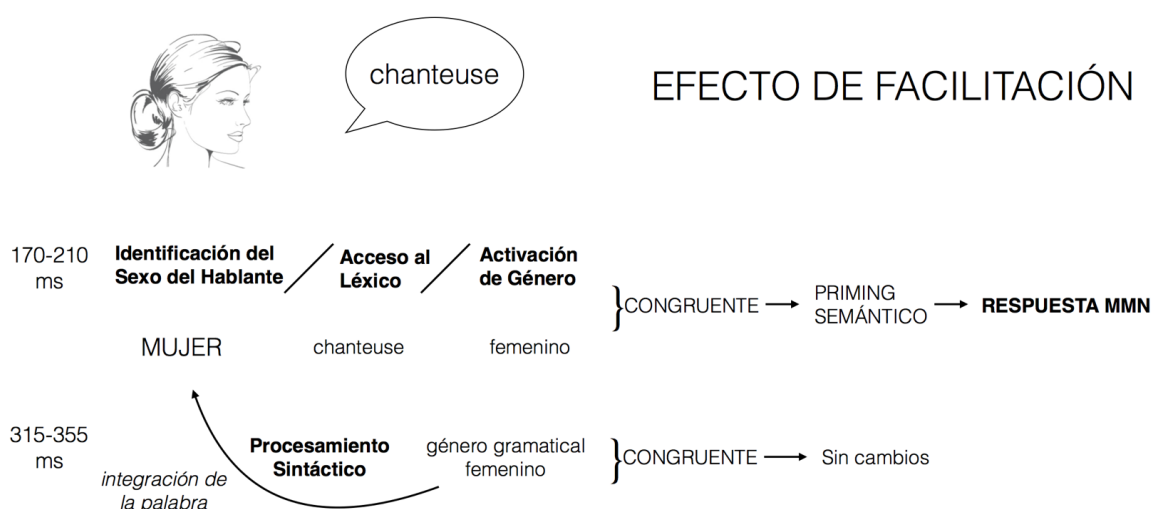 chanteuse
EFECTO DE FACILITACIÓN
170-210
ms
Identificación del
Sexo del Hablante
Acceso al
Léxico
Activación
de Género
MUJER
chanteuse
femenino
CONGRUENTE
PRIMING
SEMÁNTICO
RESPUESTA MMN
315-355
ms
integración de
la palabra
Procesamiento
Sintáctico
género gramatical
femenino
CONGRUENTE
Sin cambios